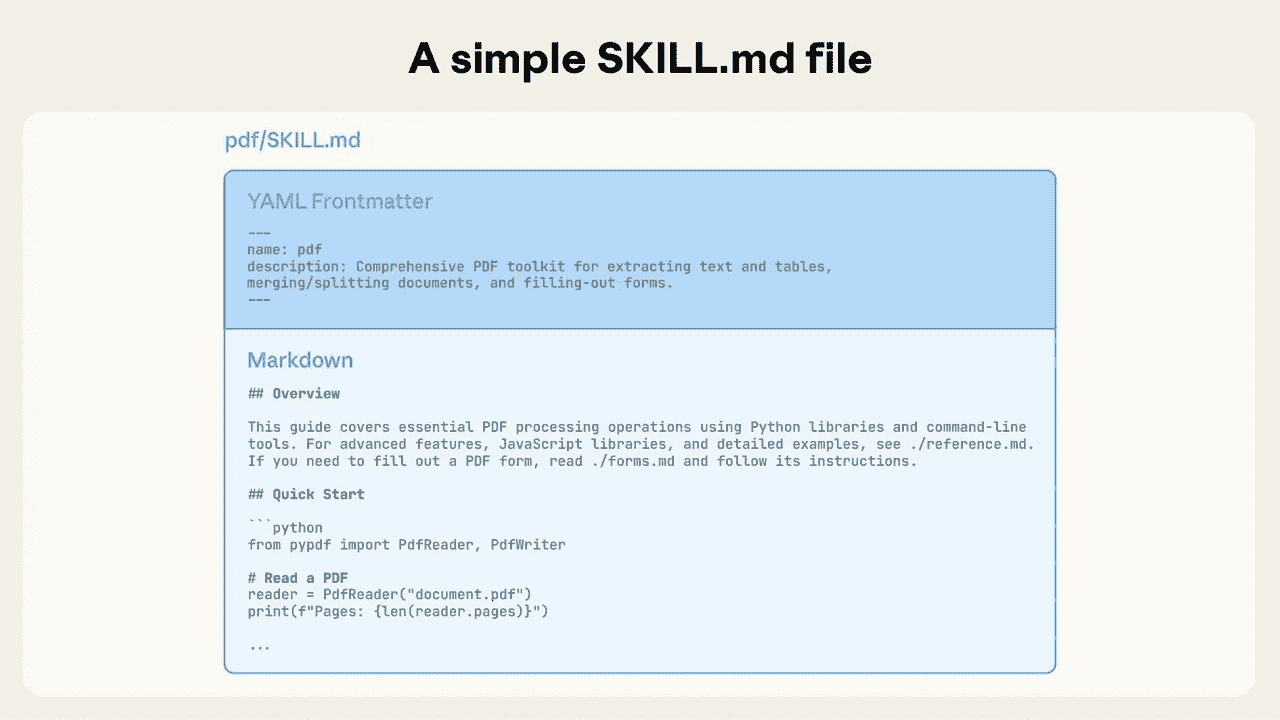 A simple SKILL.md file
pdf/SKILL.md
YAML Frontmatter
---
name: pdf
description: Comprehensive PDF toolkit for extracting text and tables,
merging/splitting documents, and filling-out forms.
---
Markdown
## Overview
This guide covers essential PDF processing operations using Python libraries and command-line
tools. For advanced features, JavaScript libraries, and detailed examples, see ./reference.md.
If you need to fill out a PDF form, read ./forms.md and follow its instructions.
## Quick Start
```python
from pypdf import PdfReader, PdfWriter
# Read a PDF
reader = PdfReader("document.pdf")
print(f"Pages: {len(reader.pages)}")
...